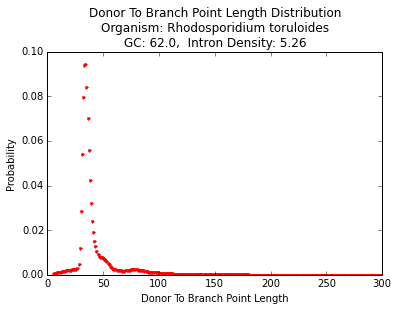 Donor To Branch Point Length Distribution
Organism: Rhodosporidium toruloides
GC: 62.0,  Intron Density: 5.26
0.10
0.08
0.06
0.04
0.02
0.00
Probability
0
50
100
150
200
250
300
Donor To Branch Point Length